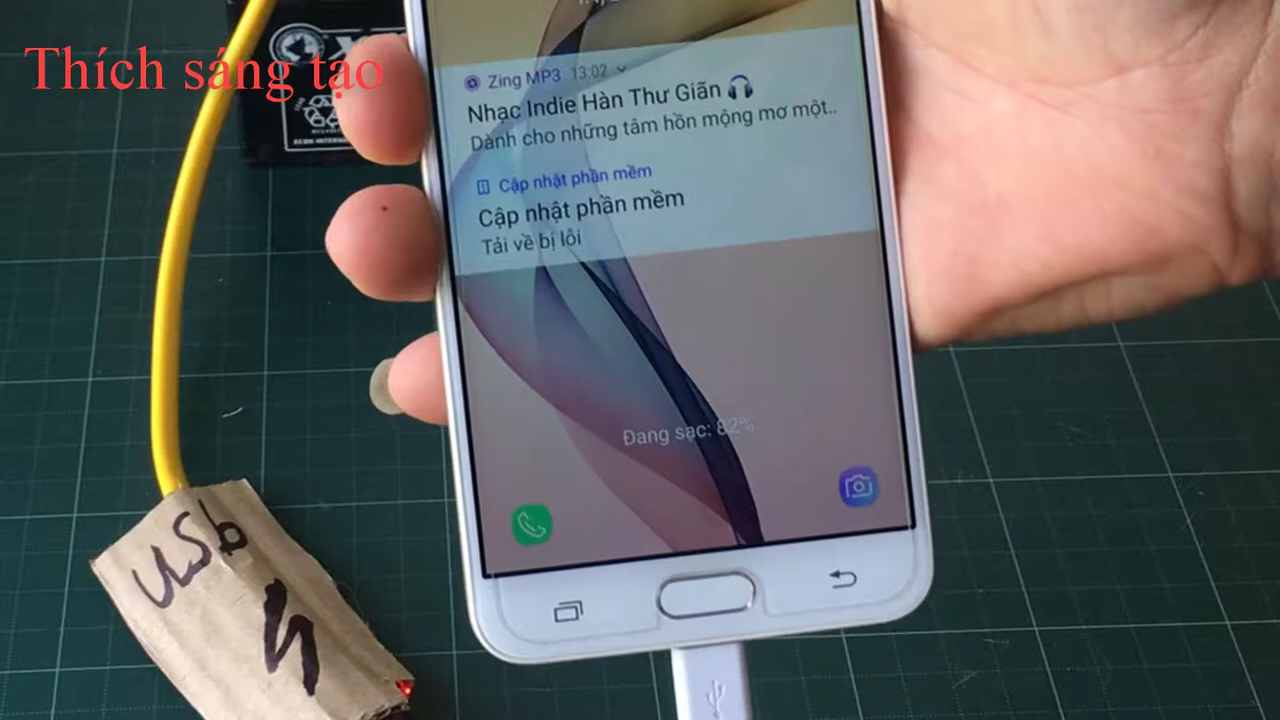 Thích sáng tạo
Zing MP3 13:02
Nhạc Indie Hàn Thư Giãn 🎧
Dành cho những tâm hồn mộng mơ một..
Cập nhật phần mềm
Cập nhật phần mềm
Tải về bị lỗi
Đang sạc: 82%
USb